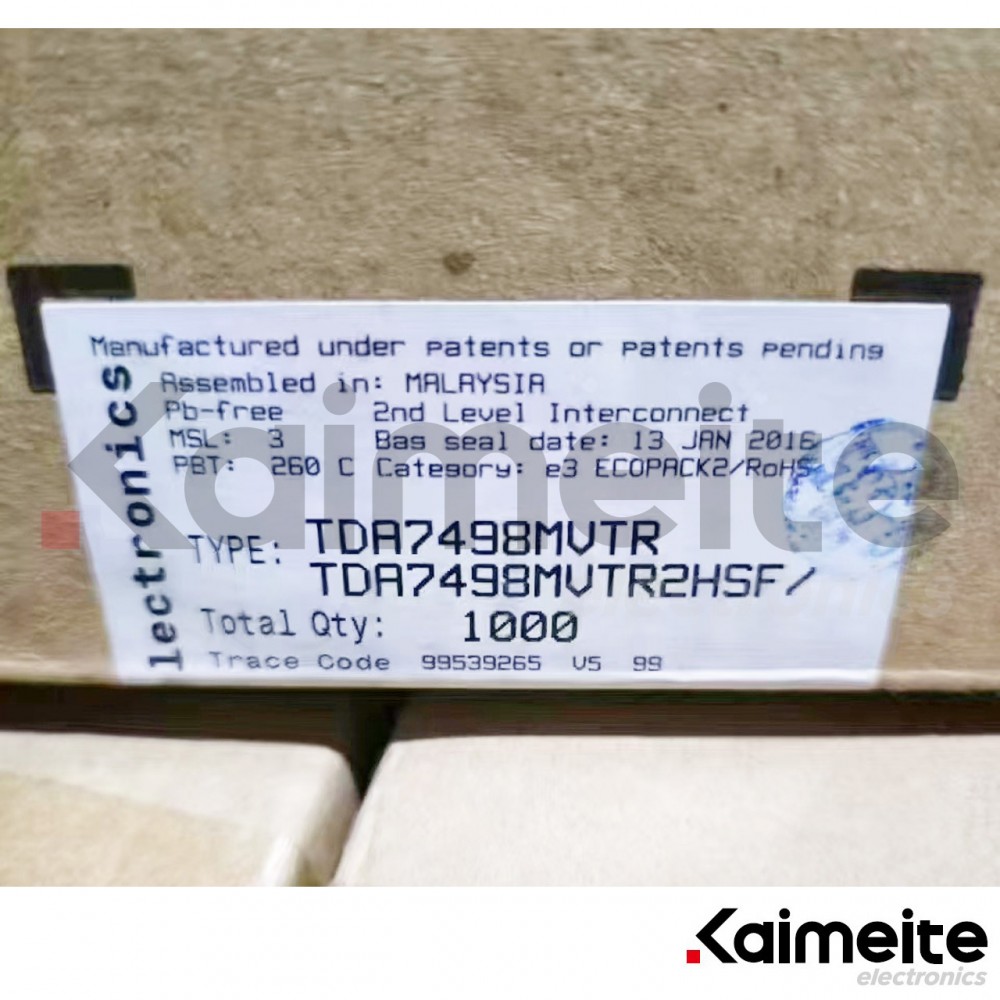 Manufactured under patents or patents pending
Assembled in: MALAYSIA
Pb-free 2nd Level Interconnect
MSL: 3 Bag seal date: 13 JAN 2016
PBT: 260 C Category: e3 ECOPACK2/RoHS
TYPE: TDA7498MVTR
TDA7498MVTR2HSF/
Total Qty: 1000
Trace Code 99539265 V5 99
lectronics
Kaimeite
Kaimeite
electronics